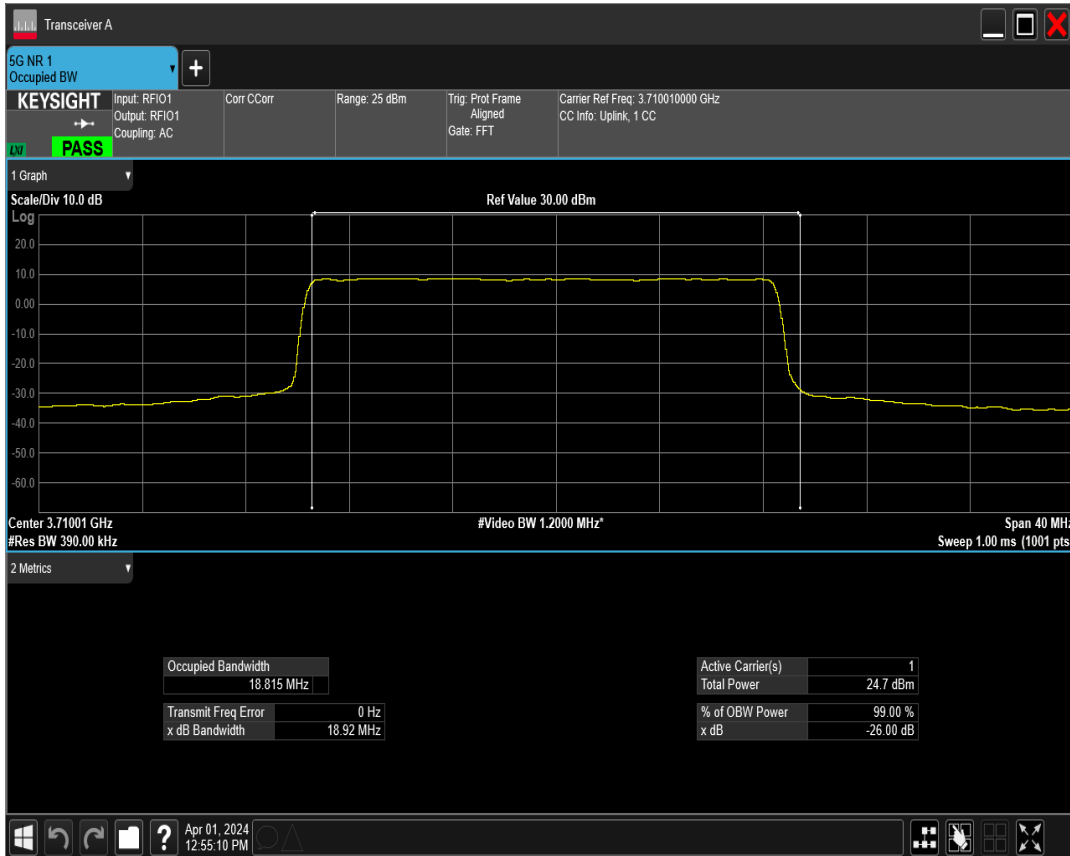 Transceiver A
5G NR 1
Occupied BW
KEYSIGHT
LXI
PASS
Input: RFIO1
Output: RFIO1
Coupling: AC
Corr CCorr
Range: 25 dBm
Trig: Prot Frame
Aligned
Gate: FFT
Carrier Ref Freq: 3.710010000 GHz
CC Info: Uplink, 1 CC
1 Graph
Scale/Div 10.0 dB
Ref Value 30.00 dBm
Log
20.0
10.0
0.00
-10.0
-20.0
-30.0
-40.0
-50.0
-60.0
Center 3.71001 GHz
#Video BW 1.2000 MHz*
Span 40 MHz
#Res BW 390.00 kHz
Sweep 1.00 ms (1001 pts
2 Metrics
Occupied Bandwidth
18.815 MHz
Transmit Freq Error 0 Hz
x dB Bandwidth 18.92 MHz
Active Carrier(s) 1
Total Power 24.7 dBm
% of OBW Power 99.00 %
x dB -26.00 dB
?
Apr 01, 2024
12:55:10 PM